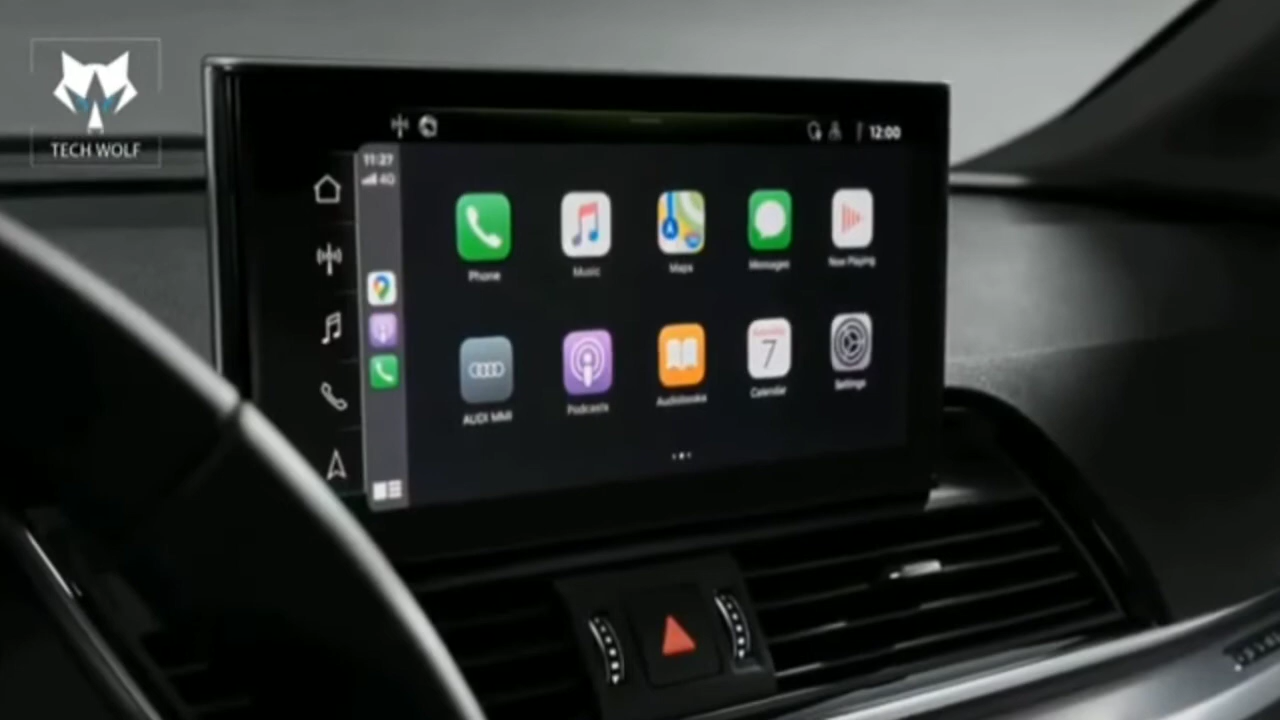 TECH WOLF
12:00
11:27
4G
Phone
Music
Maps
Messages
Now Playing
AUDI MMI
Podcasts
Audiobooks
7
Calendar
Settings